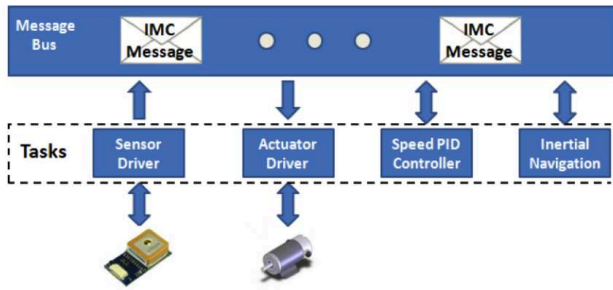 Message
Bus
IMC
Message
IMC
Message
Tasks
Sensor
Driver
Actuator
Driver
Speed PID
Controller
Inertial
Navigation